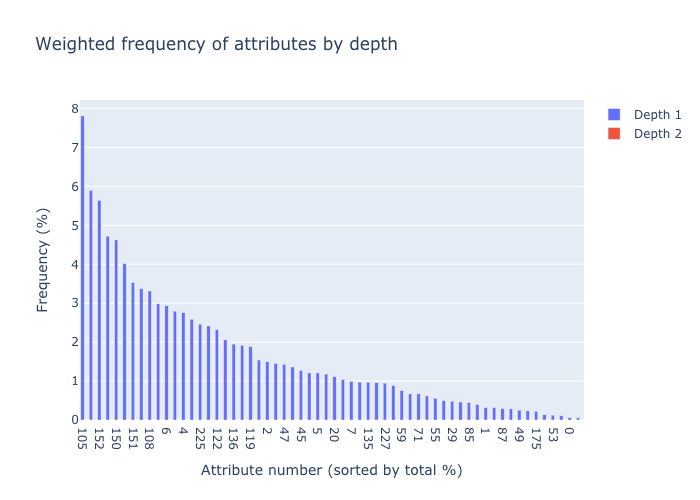 Weighted frequency of attributes by depth
Depth 1
Depth 2
8
7
6
5
4
3
2
1
0
Frequency (%)
105 152 150 151 108 6 4 225 122 136 119 2 47 45 5 20 7 135 227 59 71 55 29 85 1 87 49 175 53 0
Attribute number (sorted by total %)